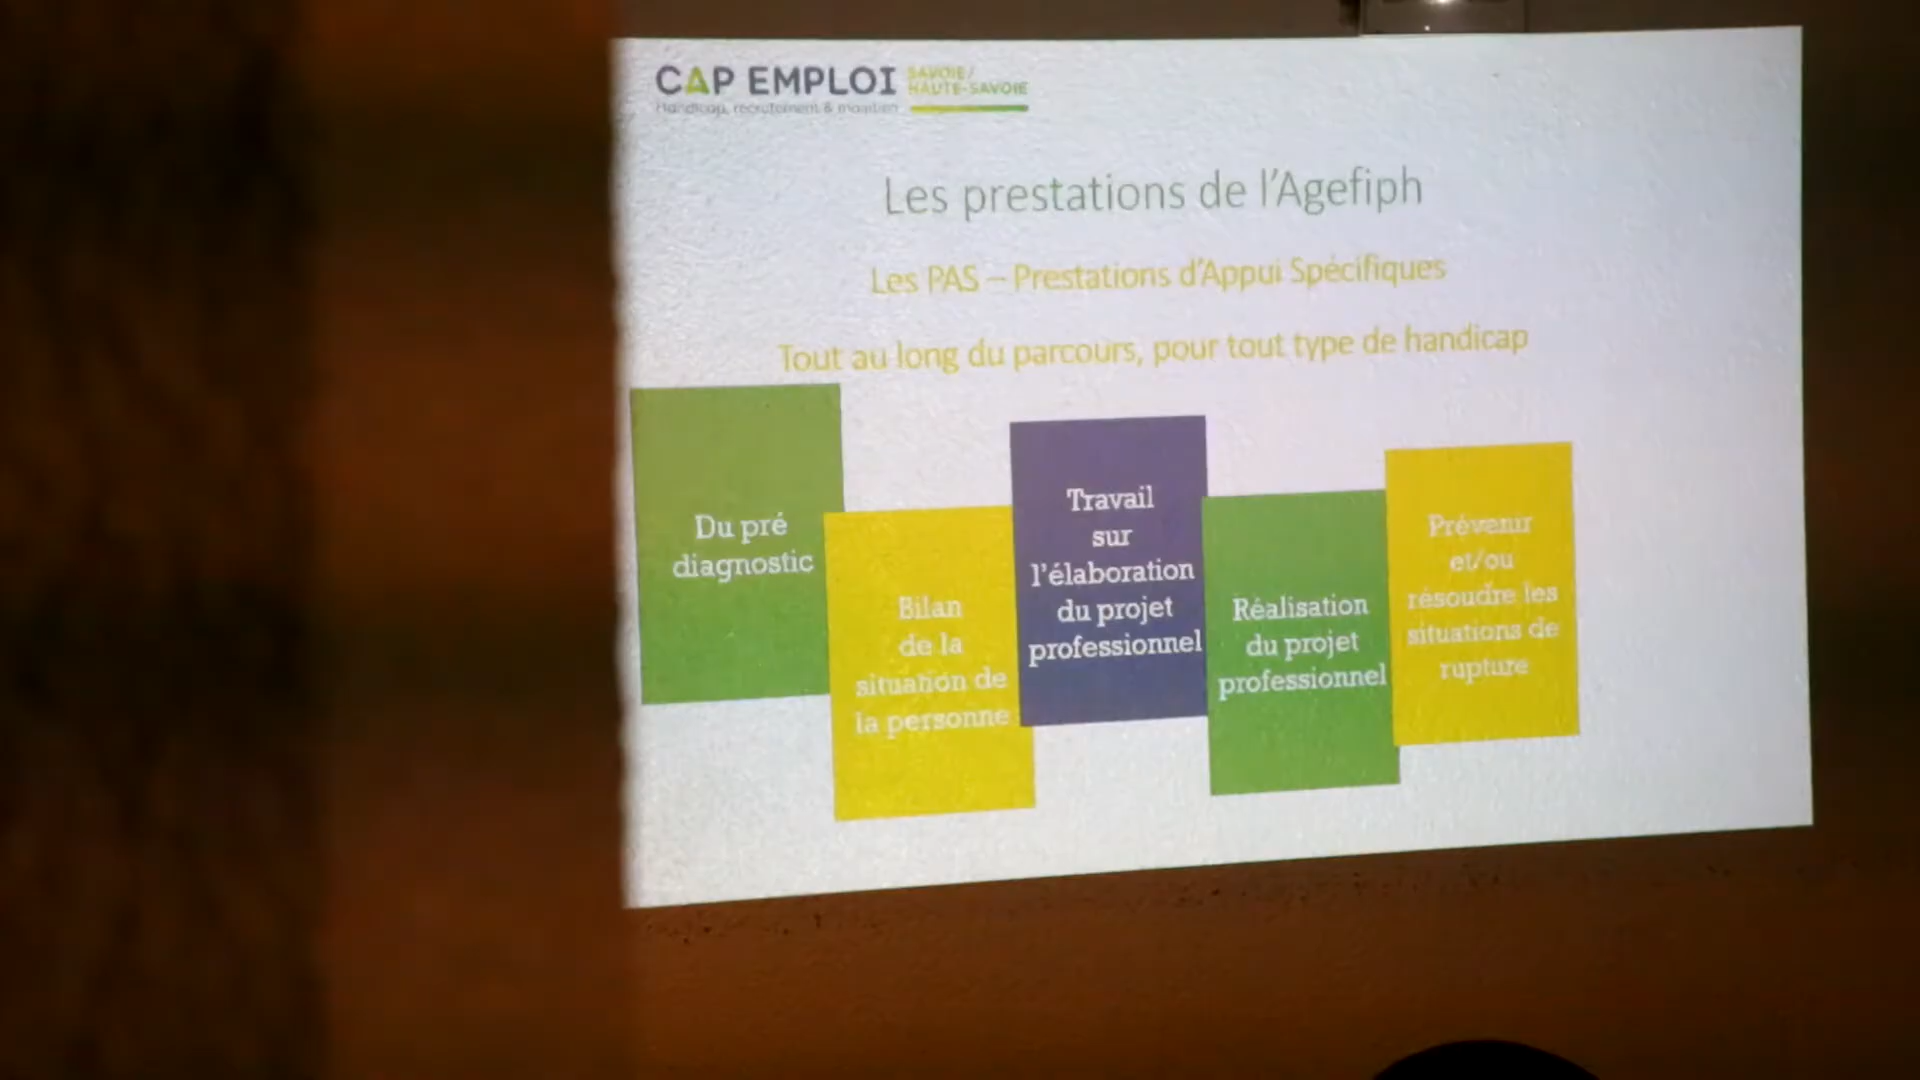 CAP EMPLOI
SAVOIE/
HAUTE-SAVOIE
Handicap, recrutement & maintien
Les prestations de l'Agefiph
Les PAS – Prestations d'Appui Spécifiques
Tout au long du parcours, pour tout type de handicap
Du pré
diagnostic
Bilan
de la
situation de
la personne
Travail
sur
l'élaboration
du projet
professionnel
Réalisation
du projet
professionnel
Prévenir
et/ou
résoudre les
situations de
rupture